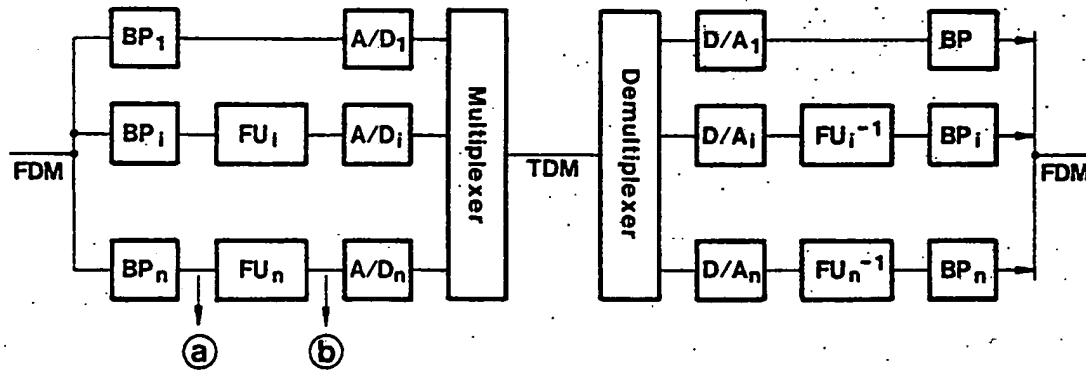 BP₁ A/D₁ D/A₁ BP
BPᵢ FUᵢ A/Dᵢ D/Aᵢ FUᵢ⁻¹ BPᵢ
FDM Multiplexer TDM Demultiplexer FDM
BPₙ FUₙ A/Dₙ D/Aₙ FUₙ⁻¹ BPₙ
ⓐ ⓑ